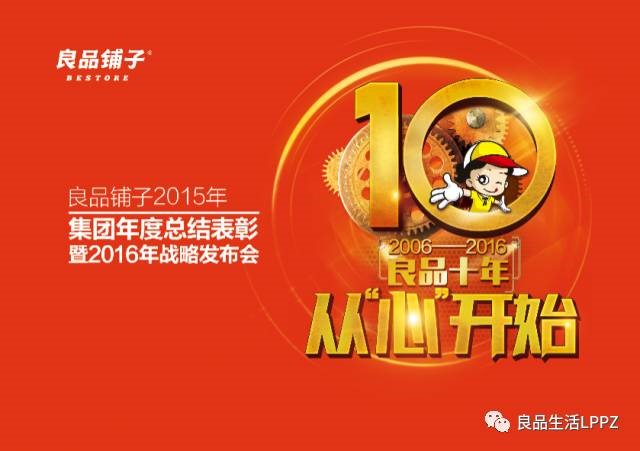 良品铺子®
BESTORE
良品铺子2015年
集团年度总结表彰
暨2016年战略发布会
10
2006——2016
良品十年
从“心”开始
良品生活LPPZ